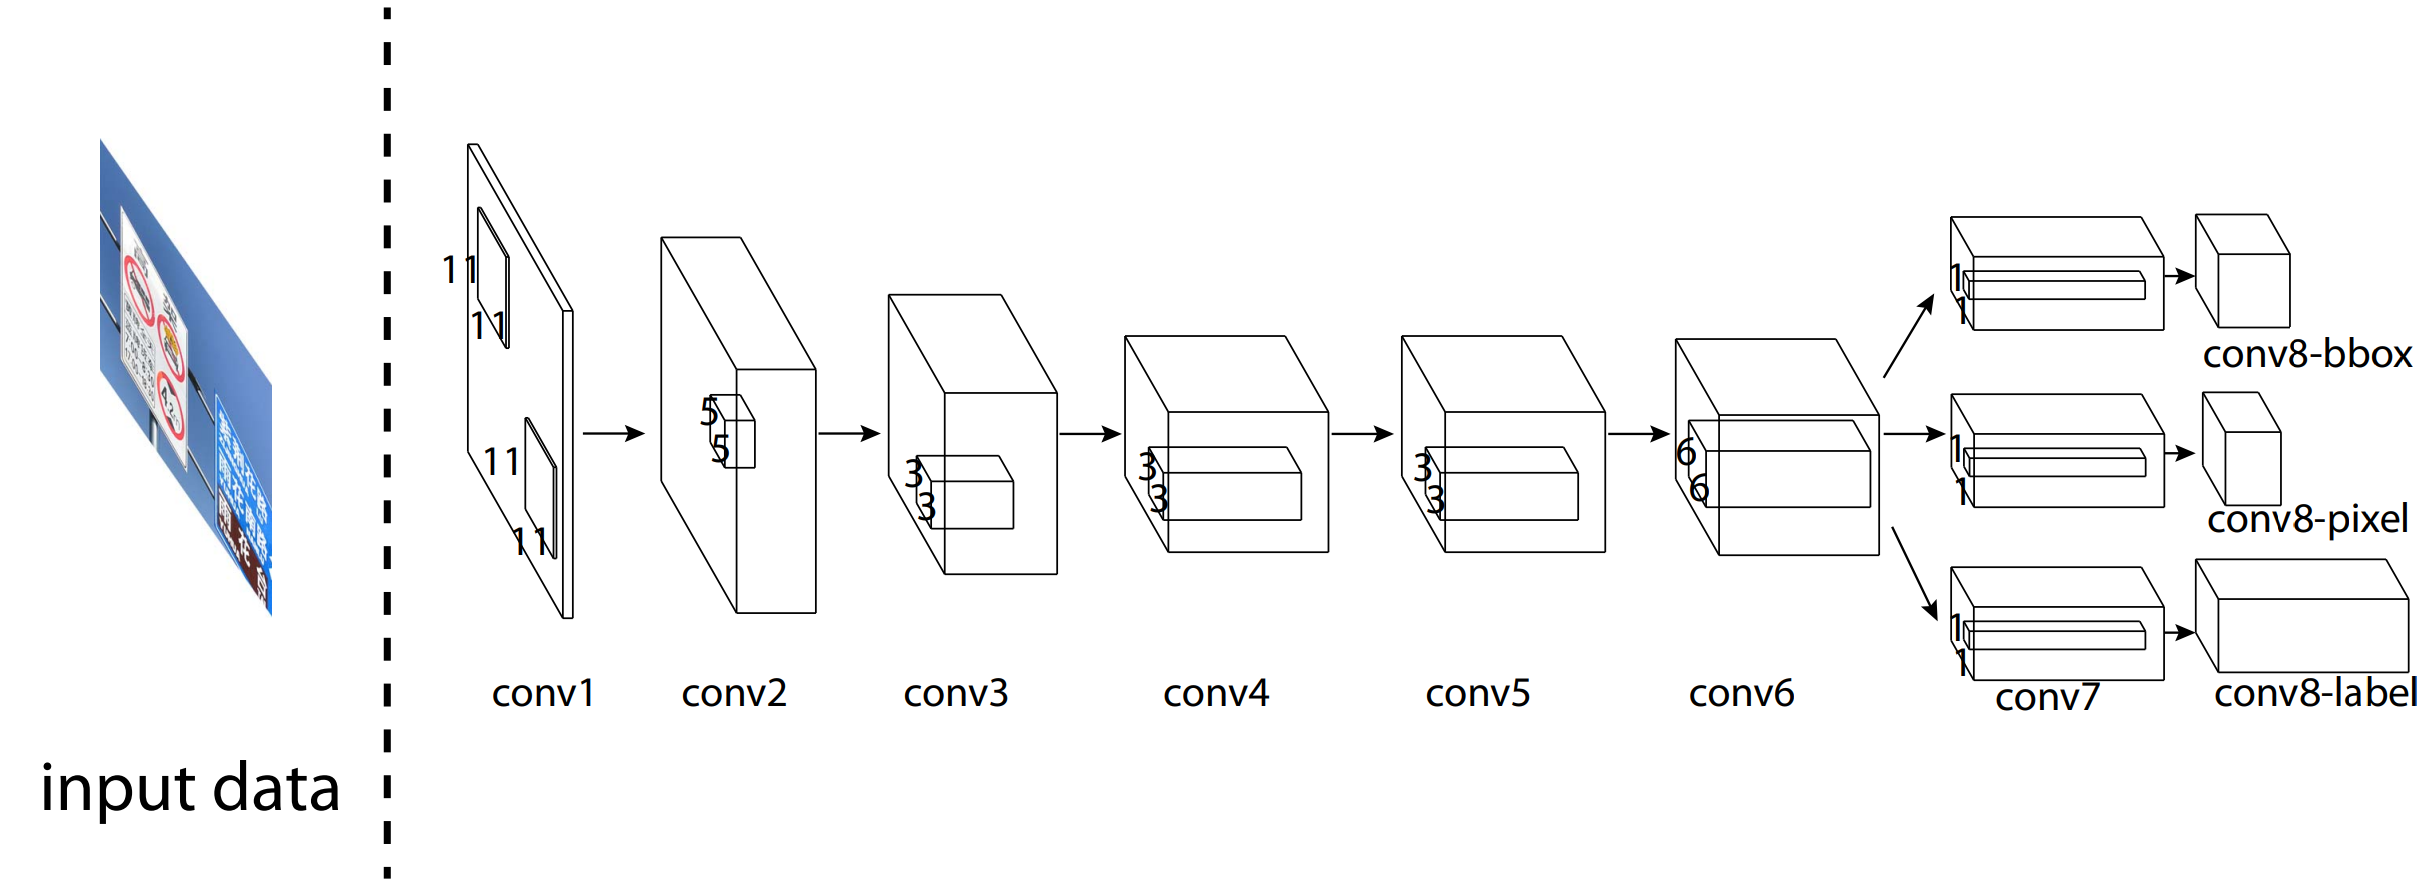 11
11
11
11
5
5
3
3
3
3
3
3
6
6
1
1
1
1
1
1
conv8-bbox
conv8-pixel
conv8-label
conv1
conv2
conv3
conv4
conv5
conv6
conv7
input data